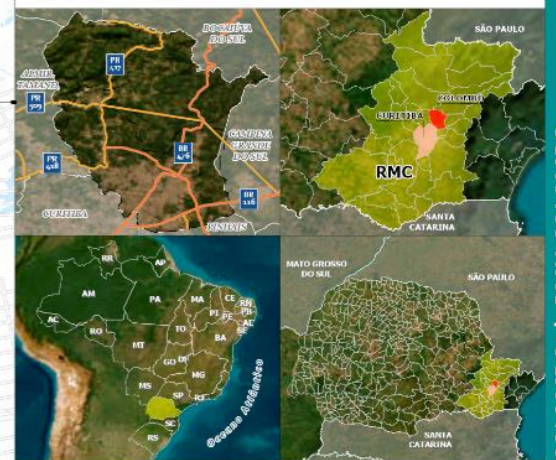 BOCAIÚVA
DO SUL
PR
417
ALMIR.
TAMAND.
PR
509
CAMPINA
GRANDE
DO SUL
BR
476
PR
418
BR
116
CURITIBA
PINHAIS
SÃO PAULO
COLOMBO
CURITIBA
RMC
SANTA
CATARINA
RR
AP
AM
PA
MA
CE
RN
PB
PI
PE
AL
SE
AC
RO
TO
BA
MT
GO
DF
MG
MS
SP
RJ
SC
RS
Oceano Atlântico
MATO GROSSO
DO SUL
SÃO PAULO
SANTA
CATARINA